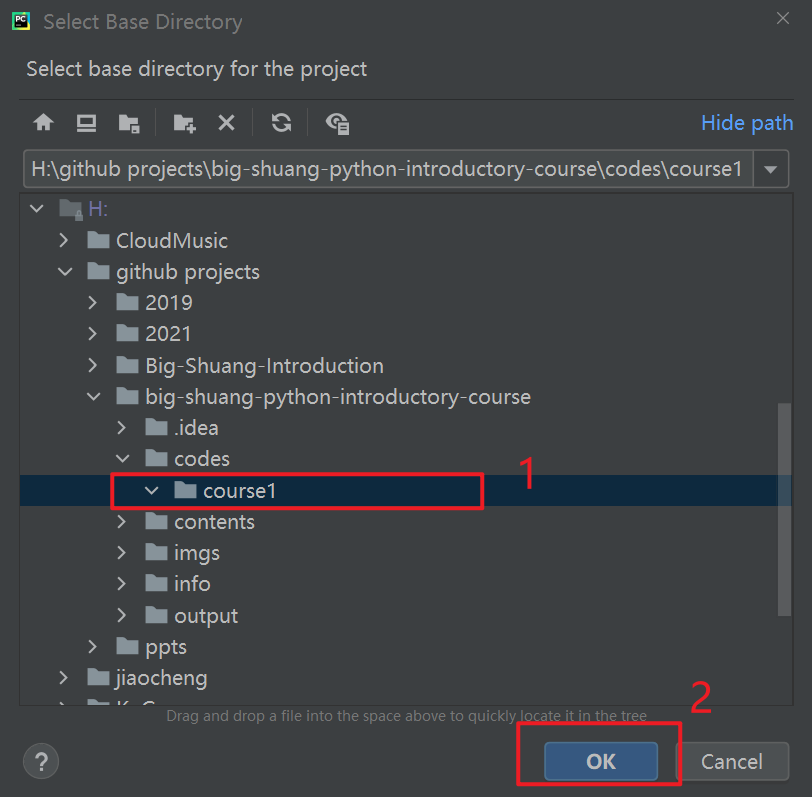 PC
Select Base Directory
Select base directory for the project
Hide path
H:\github projects\big-shuang-python-introductory-course\codes\course1
H:
CloudMusic
github projects
2019
2021
Big-Shuang-Introduction
big-shuang-python-introductory-course
.idea
codes
course1
1
contents
imgs
info
output
ppts
jiaocheng
2
Drag and drop a file into the space above to quickly locate it in the tree
?
OK
Cancel